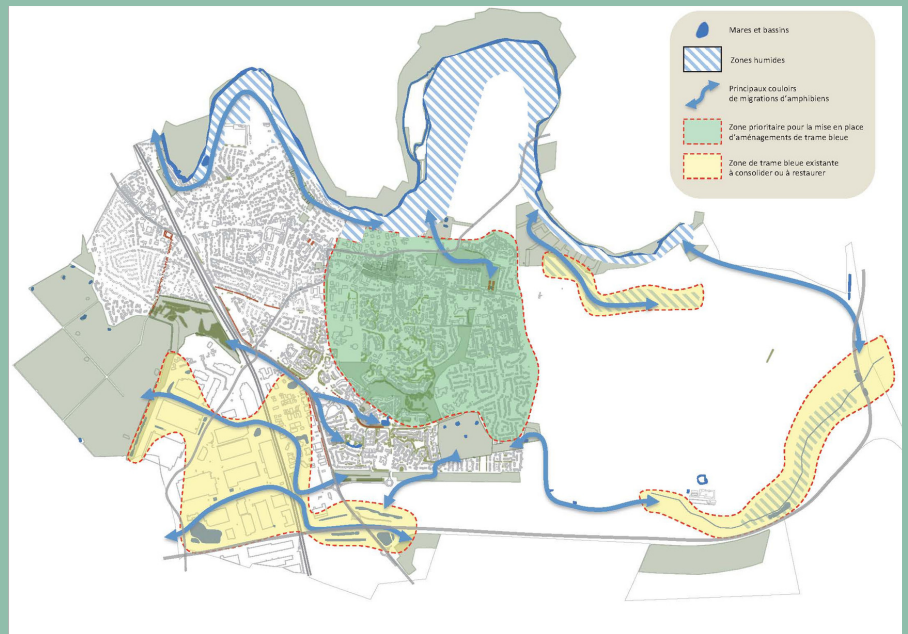 Mares et bassins
Zones humides
Principaux couloirs
de migrations d'amphibiens
Zone prioritaire pour la mise en place
d'aménagements de trame bleue
Zone de trame bleue existante
à consolider ou à restaurer